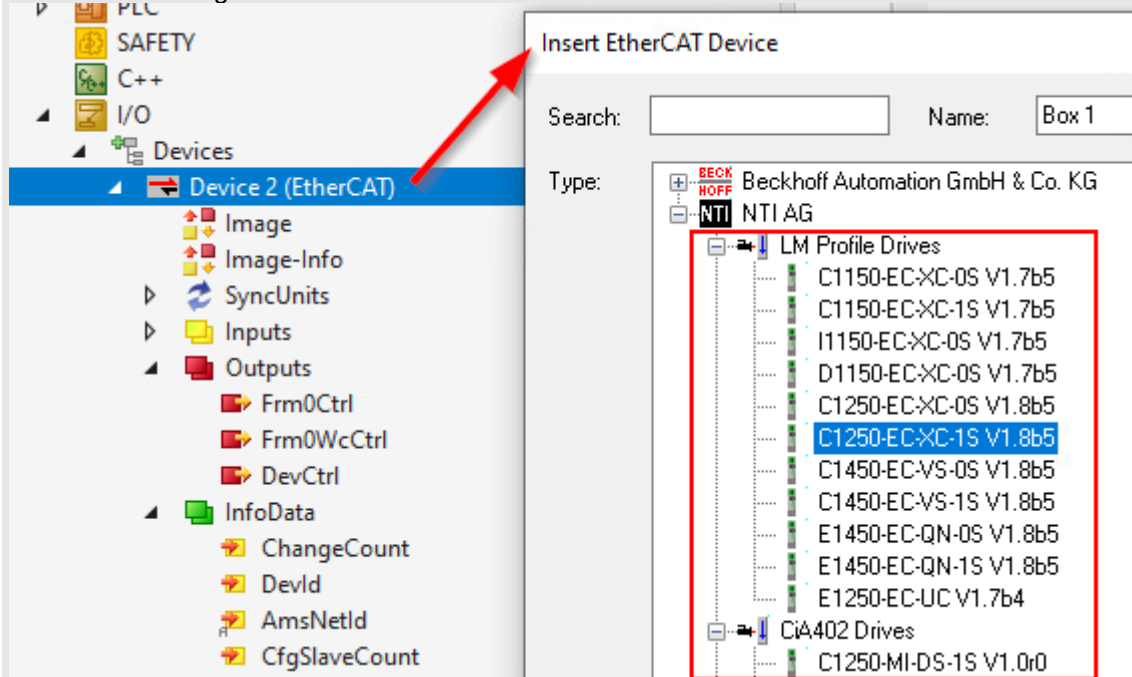 PLC
SAFETY
C++
I/O
Devices
Device 2 (EtherCAT)
Image
Image-Info
SyncUnits
Inputs
Outputs
Frm0Ctrl
Frm0WcCtrl
DevCtrl
InfoData
ChangeCount
DevId
AmsNetId
CfgSlaveCount
Insert EtherCAT Device
Search:
Name:
Box 1
Type:
BECKHOFF Beckhoff Automation GmbH & Co. KG
NTI NTI AG
LM Profile Drives
C1150-EC-XC-0S V1.7b5
C1150-EC-XC-1S V1.7b5
I1150-EC-XC-0S V1.7b5
D1150-EC-XC-0S V1.7b5
C1250-EC-XC-0S V1.8b5
C1250-EC-XC-1S V1.8b5
C1450-EC-VS-0S V1.8b5
C1450-EC-VS-1S V1.8b5
E1450-EC-QN-0S V1.8b5
E1450-EC-QN-1S V1.8b5
E1250-EC-UC V1.7b4
CiA402 Drives
C1250-MI-DS-1S V1.0r0